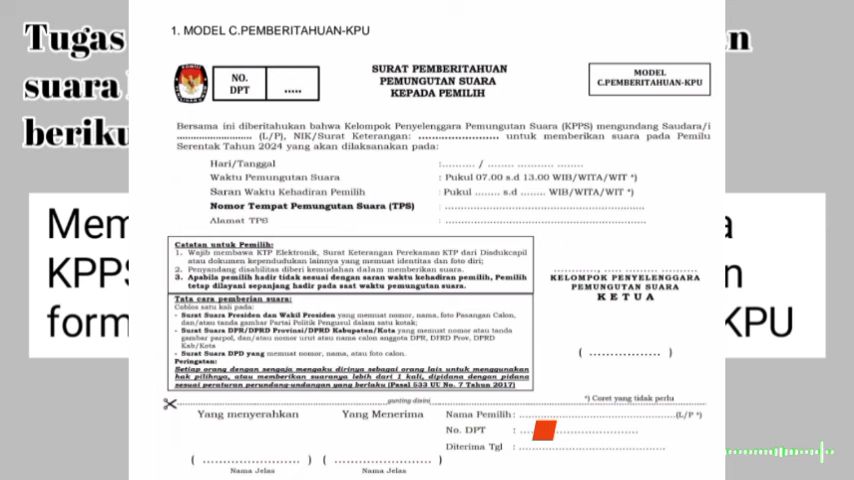 Tugas
n
suara
beriku
Mem
a
KPPS
n
form
KPU
1. MODEL C.PEMBERITAHUAN-KPU
NO.
DPT
.....
SURAT PEMBERITAHUAN
PEMUNGUTAN SUARA
KEPADA PEMILIH
MODEL
C.PEMBERITAHUAN-KPU
Bersama ini diberitahukan bahwa Kelompok Penyelenggara Pemungutan Suara (KPPS) mengundang Saudara/i
.......................... (L/P), NIK/Surat Keterangan: .......................... untuk memberikan suara pada Pemilu
Serentak Tahun 2024 yang akan dilaksanakan pada:
Hari/Tanggal :.......... / ........ ............ ........
Waktu Pemungutan Suara : Pukul 07.00 s.d 13.00 WIB/WITA/WIT *)
Saran Waktu Kehadiran Pemilih : Pukul ........ s.d ........ WIB/WITA/WIT *)
Nomor Tempat Pemungutan Suara (TPS) : ......................................................
Alamat TPS : ......................................................
Catatan untuk Pemilih:
1. Wajib membawa KTP Elektronik, Surat Keterangan Perekaman KTP dari Disdukcapil
atau dokumen kependudukan lainnya yang memuat identitas dan foto diri;
2. Penyandang disabilitas diberi kemudahan dalam memberikan suara.
3. Apabila pemilih hadir tidak sesuai dengan saran waktu kehadiran pemilih, Pemilih
tetap dilayani sepanjang hadir pada saat waktu pemungutan suara.
Tata cara pemberian suara:
Coblos satu kali pada:
- Surat Suara Presiden dan Wakil Presiden yang memuat nomor, nama, foto Pasangan Calon,
dan/atau tanda gambar Partai Politik Pengusul dalam satu kotak;
- Surat Suara DPR/DPRD Provinsi/DPRD Kabupaten/Kota yang memuat nomor atau tanda
gambar parpol, dan/atau nomor urut atau nama calon anggota DPR, DPRD Prov, DPRD
Kab/Kota
- Surat Suara DPD yang memuat nomor, nama, atau foto calon.
Peringatan:
Setiap orang dengan sengaja mengaku dirinya sebagai orang lain untuk menggunakan
hak pilihnya, atau memberikan suaranya lebih dari 1 kali, dipidana dengan pidana
sesuai peraturan perundang-undangan yang berlaku (Pasal 533 UU No. 7 Tahun 2017)
..............., ...... ........................
KELOMPOK PENYELENGGARA
PEMUNGUTAN SUARA
K E T U A
( ................. )
gunting disini
*) Coret yang tidak perlu
Yang menyerahkan
Yang Menerima
Nama Pemilih : ............................................(L/P *)
No. DPT : ..................................
Diterima Tgl : ..........................................
( ........................ ) ( ........................ )
Nama Jelas
Nama Jelas